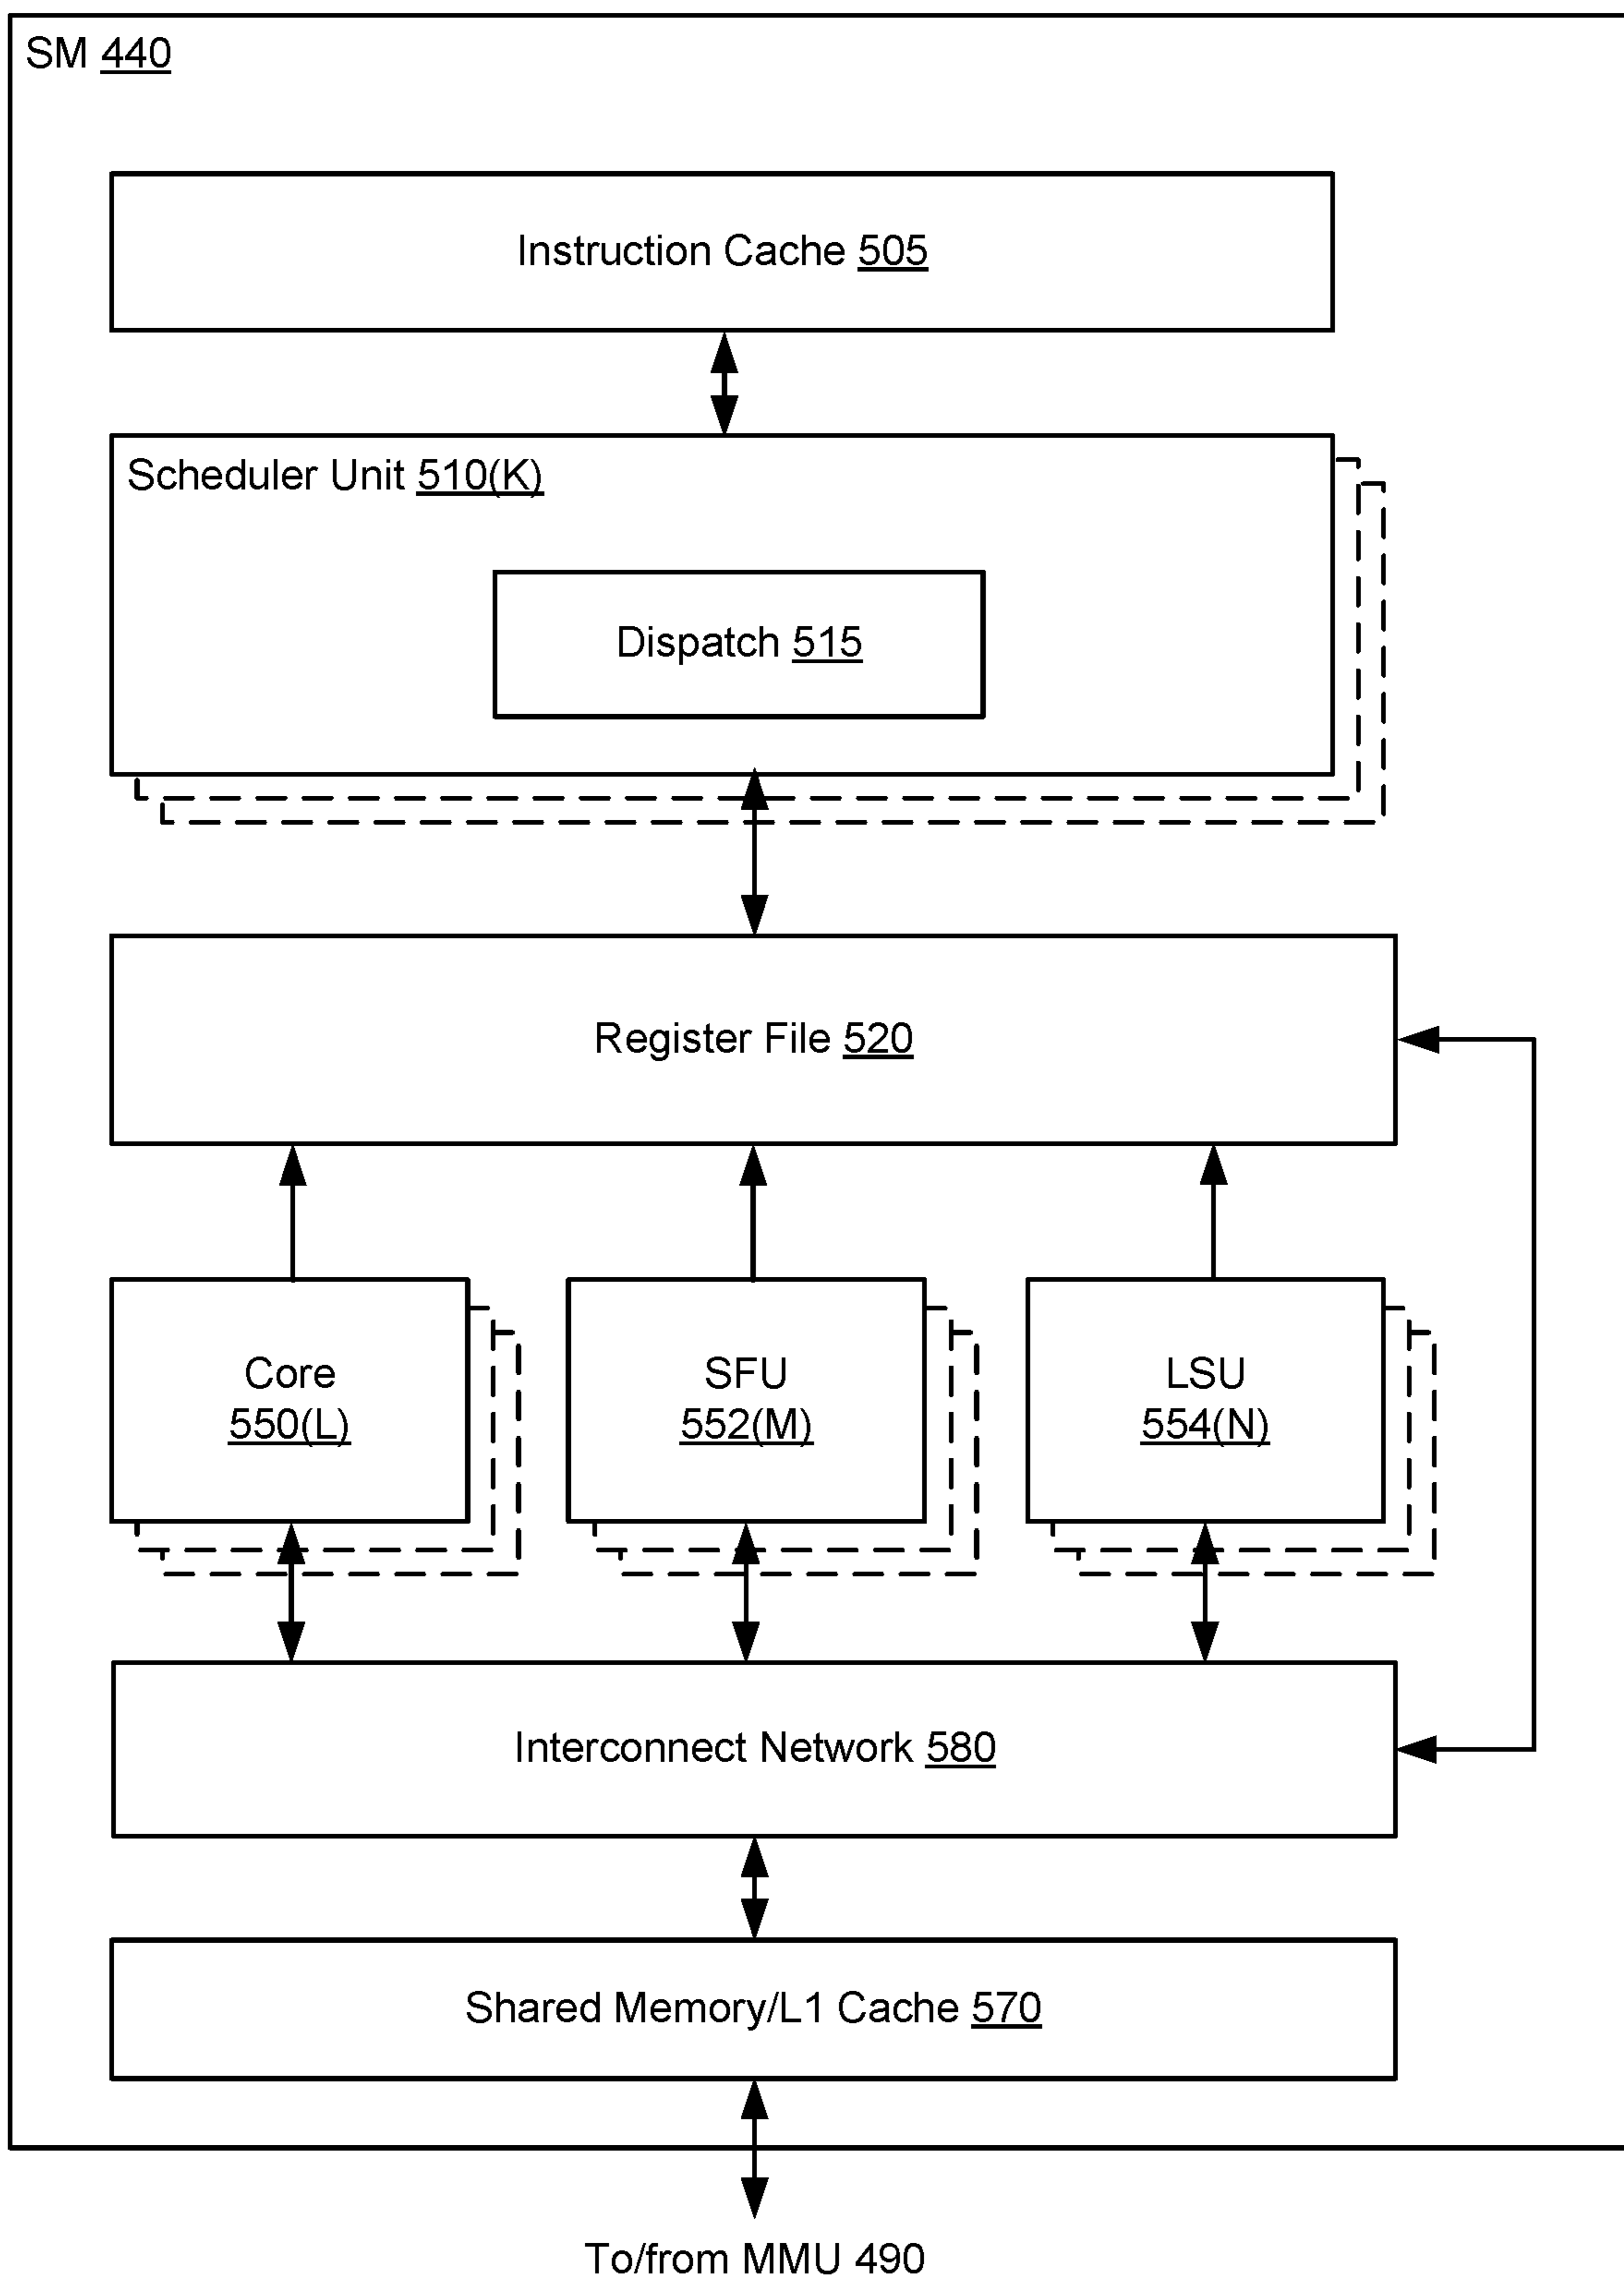 SM 440
Instruction Cache 505
Scheduler Unit 510(K)
Dispatch 515
Register File 520
Core
550(L)
SFU
552(M)
LSU
554(N)
Interconnect Network 580
Shared Memory/L1 Cache 570
To/from MMU 490